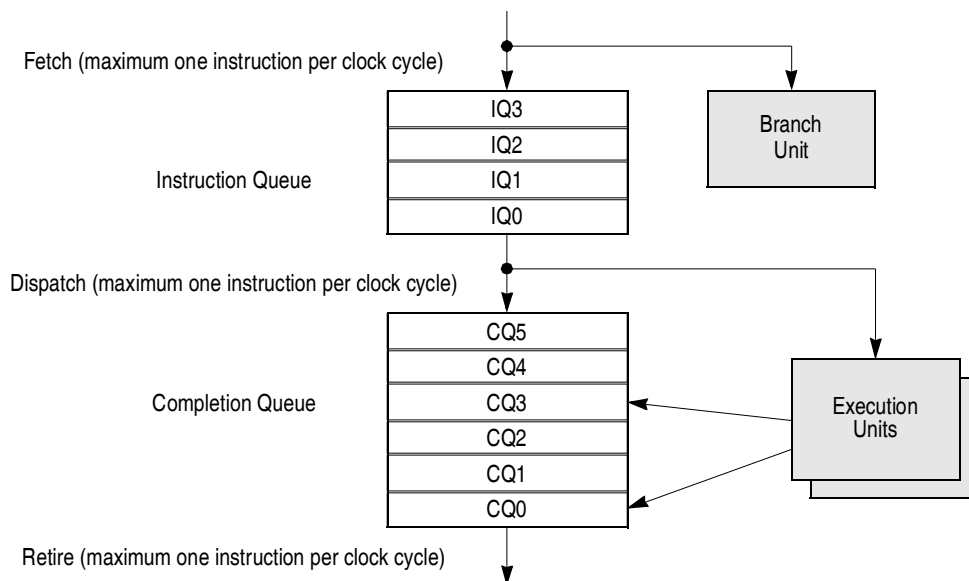 Fetch (maximum one instruction per clock cycle)
IQ3
IQ2
IQ1
IQ0
Instruction Queue
Branch
Unit
Dispatch (maximum one instruction per clock cycle)
CQ5
CQ4
CQ3
CQ2
CQ1
CQ0
Completion Queue
Execution
Units
Retire (maximum one instruction per clock cycle)